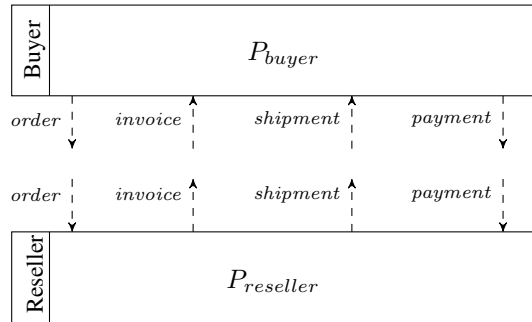 Buyer
P_buyer
order invoice shipment payment
order invoice shipment payment
Reseller
P_reseller